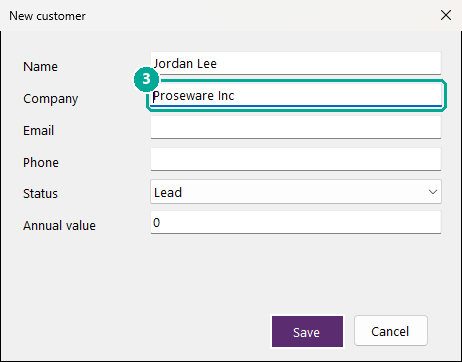 New customer
Name Jordan Lee
3
Company Proseware Inc
Email
Phone
Status Lead
Annual value 0
Save Cancel